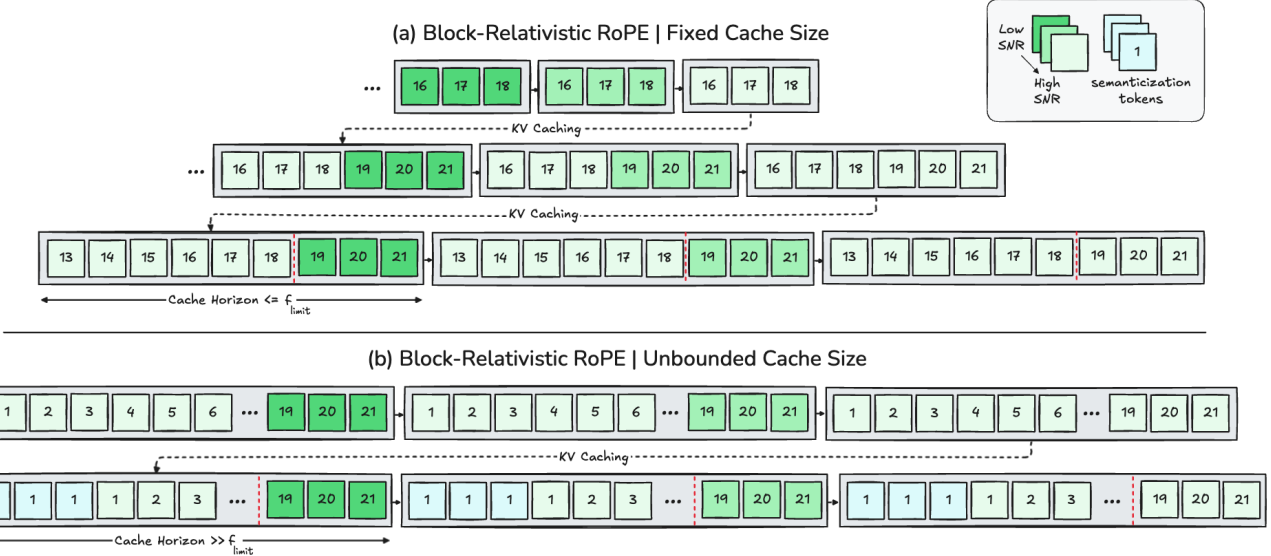 (a) Block-Relativistic RoPE | Fixed Cache Size
Low SNR
High SNR
1
semanticization tokens
... 16 17 18 16 17 18 16 17 18
KV Caching
... 16 17 18 19 20 21 16 17 18 19 20 21 16 17 18 19 20 21
KV Caching
13 14 15 16 17 18 19 20 21 13 14 15 16 17 18 19 20 21 13 14 15 16 17 18 19 20 21
Cache Horizon <= f limit
(b) Block-Relativistic RoPE | Unbounded Cache Size
1 2 3 4 5 6 ... 19 20 21 1 2 3 4 5 6 ... 19 20 21 1 2 3 4 5 6 ... 19 20 21
KV Caching
1 1 1 2 3 ... 19 20 21 1 1 1 1 2 3 ... 19 20 21 1 1 1 1 2 3 ... 19 20 21
Cache Horizon >> f limit